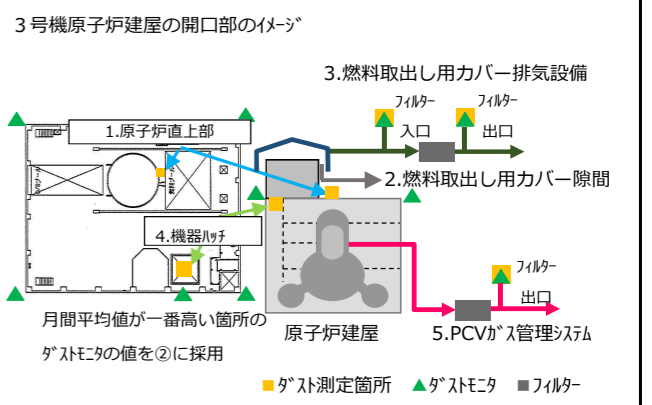 3号機原子炉建屋の開口部のｲﾒｰｼﾞ
3.燃料取出し用カバー排気設備
ﾌｨﾙﾀｰ
ﾌｨﾙﾀｰ
入口
出口
1.原子炉直上部
2.燃料取出し用カバー隙間
4.機器ﾊｯﾁ
ﾌｨﾙﾀｰ
出口
月間平均値が一番高い箇所の
ﾀﾞｽﾄﾓﾆﾀの値を②に採用
原子炉建屋
5.PCVｶﾞｽ管理ｼｽﾃﾑ
■ﾀﾞｽﾄ測定箇所 ▲ﾀﾞｽﾄﾓﾆﾀ ■ﾌｨﾙﾀｰ